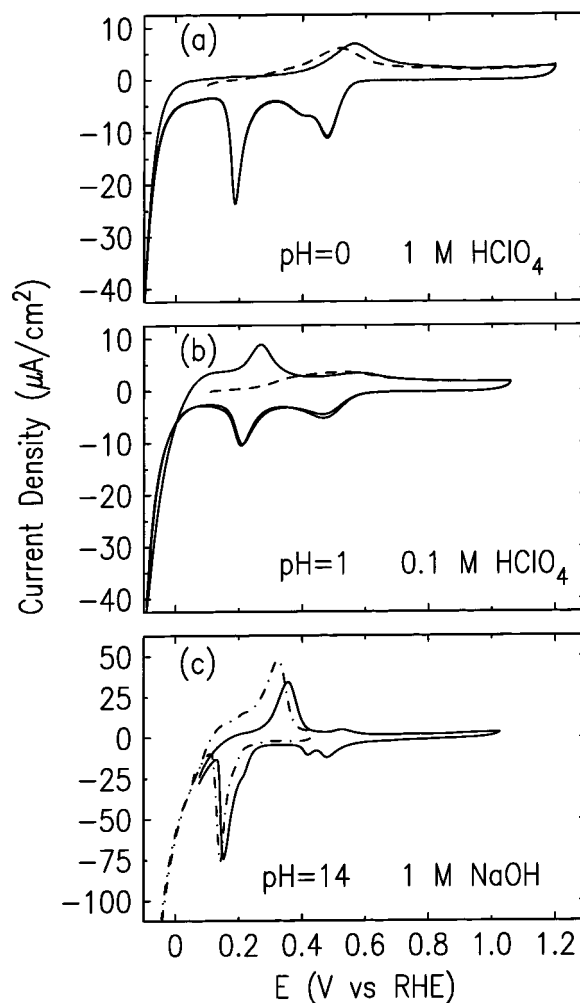 (a)
10
0
−10
−20
−30
−40
pH=0 1 M HClO₄
(b)
10
0
−10
−20
−30
−40
pH=1 0.1 M HClO₄
Current Density (μA/cm²)
(c)
50
25
0
−25
−50
−75
−100
pH=14 1 M NaOH
0 0.2 0.4 0.6 0.8 1.0 1.2
E (V vs RHE)